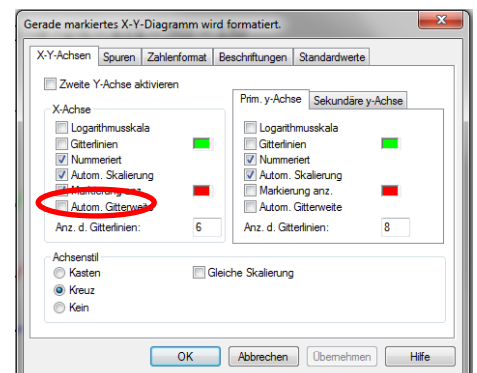 Gerade markiertes X-Y-Diagramm wird formatiert.
X-Y-Achsen Spuren Zahlenformat Beschriftungen Standardwerte
Zweite Y-Achse aktivieren
X-Achse
Logarithmusskala
Gitterlinien
Nummeriert
Autom. Skalierung
Markierung anz.
Autom. Gitterweite
Anz. d. Gitterlinien: 6
Prim. y-Achse Sekundäre y-Achse
Logarithmusskala
Gitterlinien
Nummeriert
Autom. Skalierung
Markierung anz.
Autom. Gitterweite
Anz. d. Gitterlinien: 8
Achsenstil
Kasten
Kreuz
Kein
Gleiche Skalierung
OK Abbrechen Übernehmen Hilfe